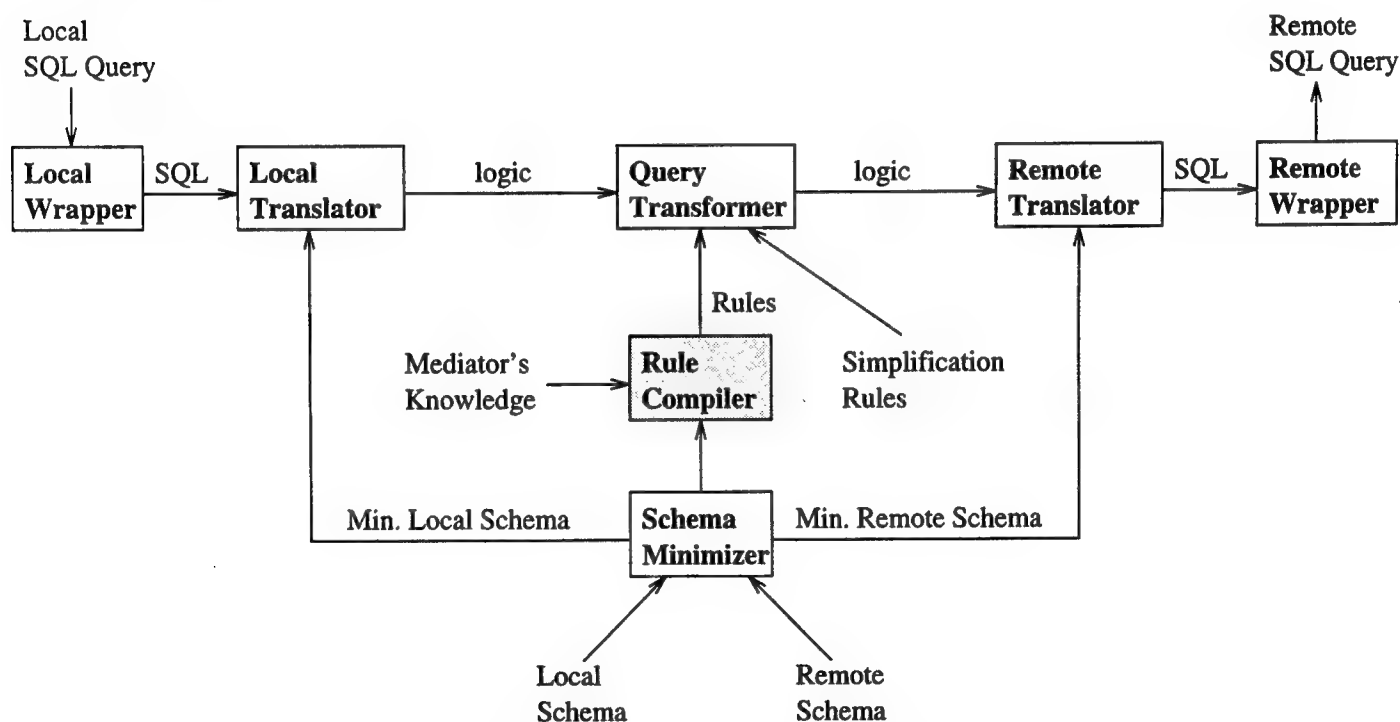 Local
SQL Query
Remote
SQL Query
Local
Wrapper
SQL
Local
Translator
logic
Query
Transformer
logic
Remote
Translator
SQL
Remote
Wrapper
Rules
Mediator's
Knowledge
Rule
Compiler
Simplification
Rules
Min. Local Schema
Schema
Minimizer
Min. Remote Schema
Local
Schema
Remote
Schema